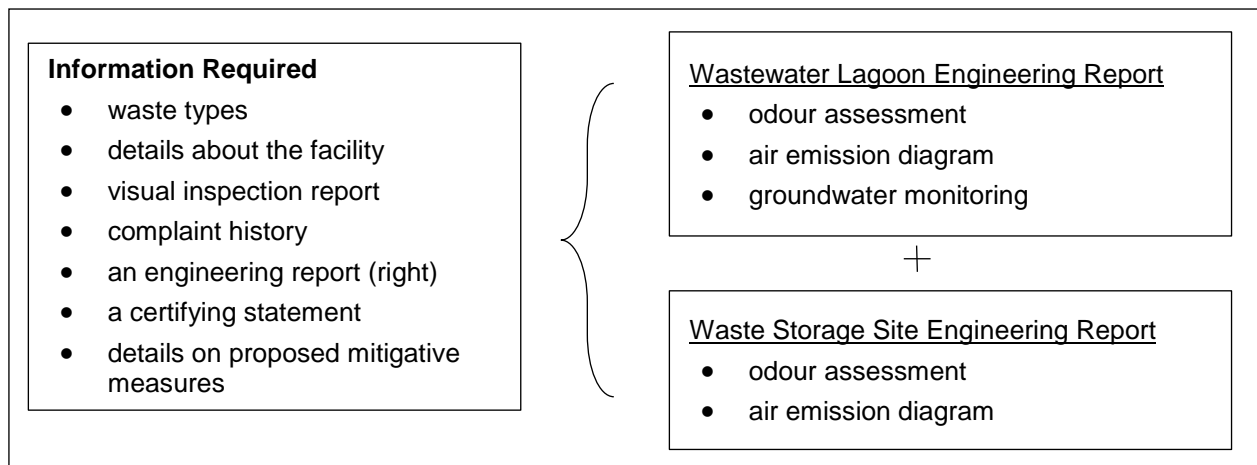 Information Required
• waste types
• details about the facility
• visual inspection report
• complaint history
• an engineering report (right)
• a certifying statement
• details on proposed mitigative
measures
Wastewater Lagoon Engineering Report
• odour assessment
• air emission diagram
• groundwater monitoring
+
Waste Storage Site Engineering Report
• odour assessment
• air emission diagram